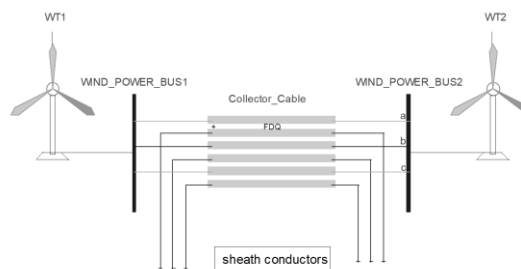 WT1
WT2
WIND_POWER_BUS1
WIND_POWER_BUS2
Collector_Cable
a
+
FDQ
b
c
sheath conductors